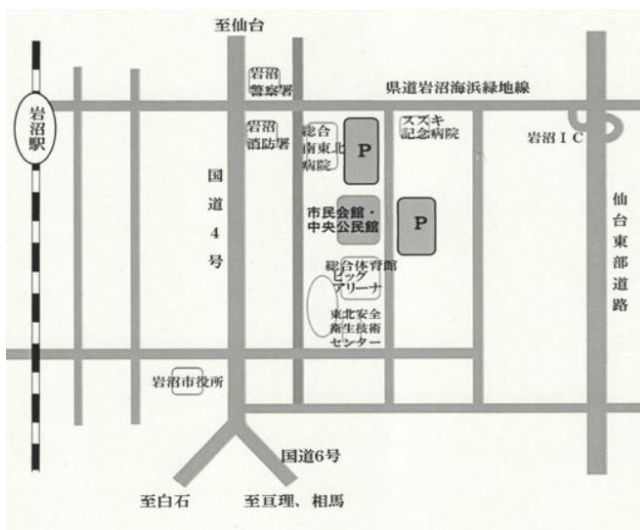 至仙台
岩沼
警察署
県道岩沼海浜緑地線
岩沼駅
岩沼
消防署
総合
南東北
病院
P
スズキ
記念病院
岩沼IC
国道4号
市民会館・
中央公民館
P
仙台東部道路
総合体育館
ビッグ
アリーナ
東北安全
衛生技術
センター
岩沼市役所
国道6号
至白石
至亘理、相馬